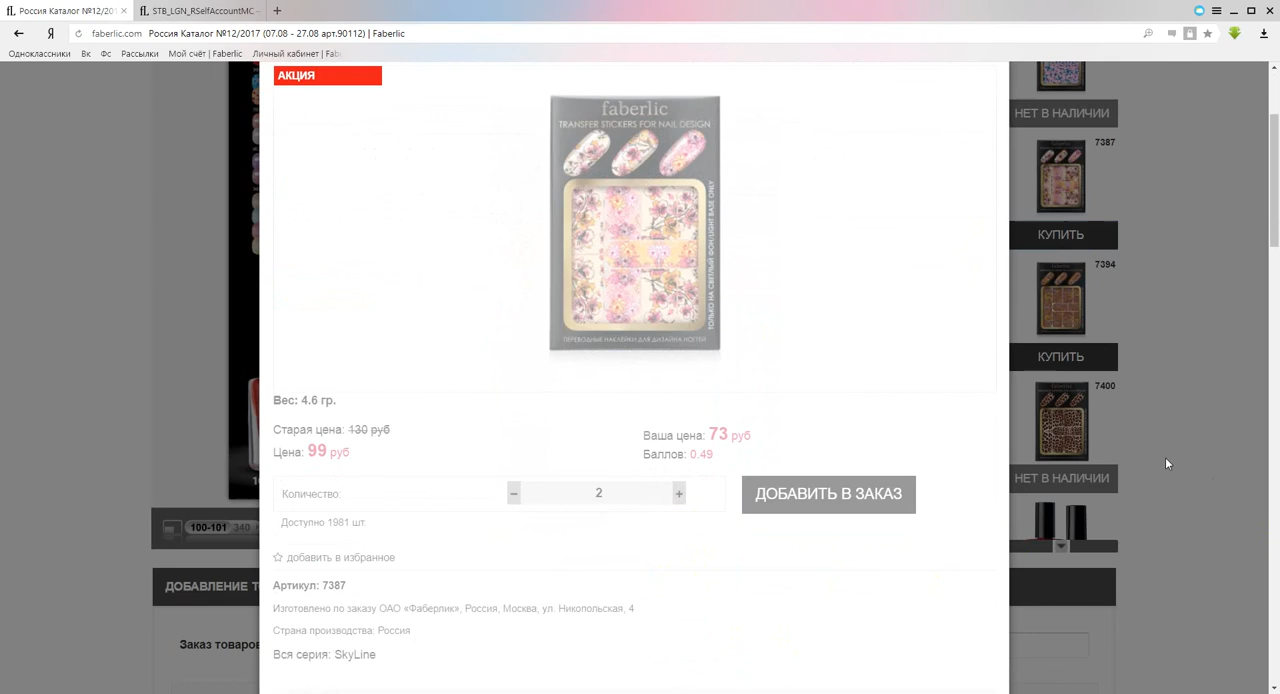 Россия Каталог №12/201
STB_LGN_RSelfAccountMC
faberlic.com Россия Каталог №12/2017 (07.08 - 27.08 арт.90112) | Faberlic
Одноклассники Вк Фс Рассылки Мой счёт | Faberlic Личный кабинет | Fab
АКЦИЯ
faberlic
TRANSFER STICKERS FOR NAIL DESIGN
ТОЛЬКО НА СВЕТЛЫЙ ФОН/LIGHT BASE ONLY
ПЕРЕВОДНЫЕ НАКЛЕЙКИ ДЛЯ ДИЗАЙНА НОГТЕЙ
Вес: 4.6 гр.
Старая цена: 130 руб
Цена: 99 руб
Ваша цена: 73 руб
Баллов: 0.49
Количество:
− 2 +
ДОБАВИТЬ В ЗАКАЗ
Доступно 1981 шт.
добавить в избранное
Артикул: 7387
Изготовлено по заказу ОАО «Фаберлик», Россия, Москва, ул. Никопольская, 4
Страна производства: Россия
Вся серия: SkyLine
НЕТ В НАЛИЧИИ
7387
КУПИТЬ
7394
КУПИТЬ
7400
НЕТ В НАЛИЧИИ
100-101 340
ДОБАВЛЕНИЕ Т
Заказ товаров